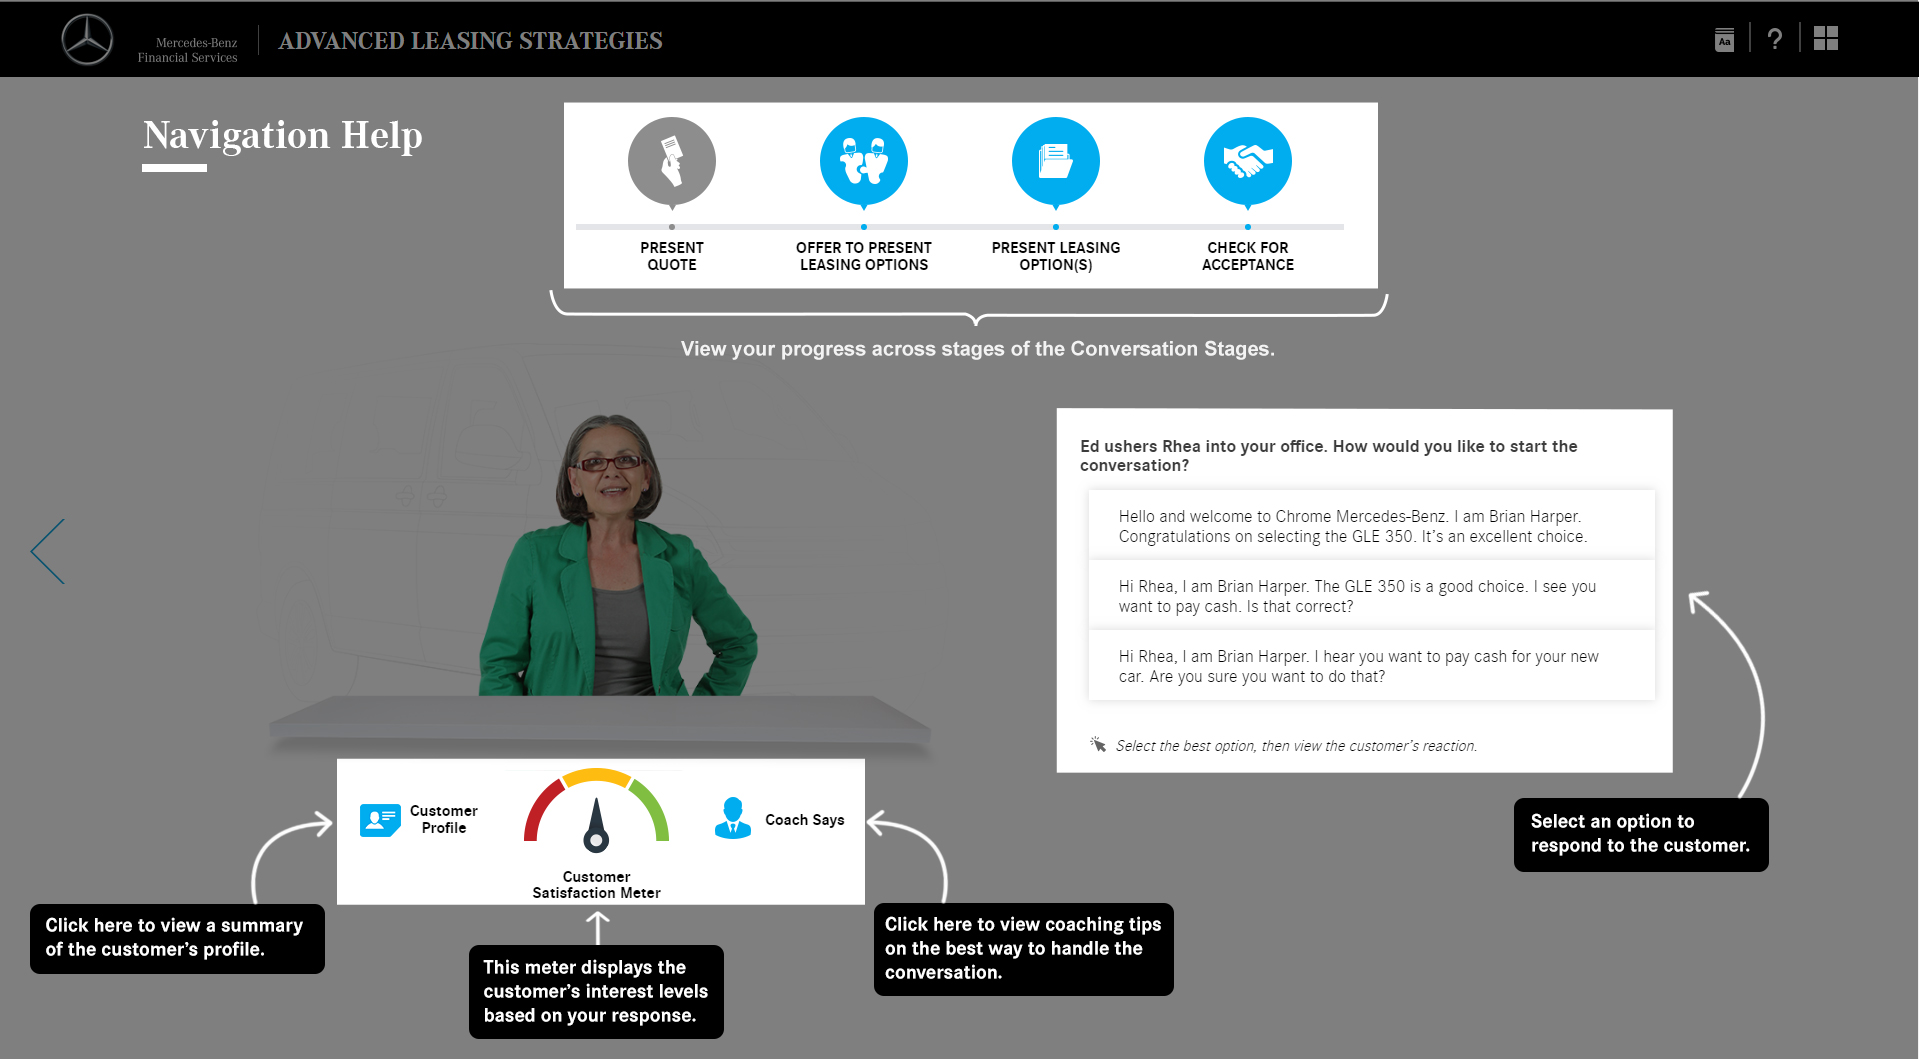 Mercedes-Benz
Financial Services
ADVANCED LEASING STRATEGIES
Aa
?
Navigation Help
PRESENT
QUOTE
OFFER TO PRESENT
LEASING OPTIONS
PRESENT LEASING
OPTION(S)
CHECK FOR
ACCEPTANCE
View your progress across stages of the Conversation Stages.
Ed ushers Rhea into your office. How would you like to start the
conversation?
Hello and welcome to Chrome Mercedes-Benz. I am Brian Harper.
Congratulations on selecting the GLE 350. It's an excellent choice.
Hi Rhea, I am Brian Harper. The GLE 350 is a good choice. I see you
want to pay cash. Is that correct?
Hi Rhea, I am Brian Harper. I hear you want to pay cash for your new
car. Are you sure you want to do that?
Select the best option, then view the customer's reaction.
Select an option to
respond to the customer.
Customer
Profile
Customer
Satisfaction Meter
Coach Says
Click here to view a summary
of the customer's profile.
This meter displays the
customer's interest levels
based on your response.
Click here to view coaching tips
on the best way to handle the
conversation.